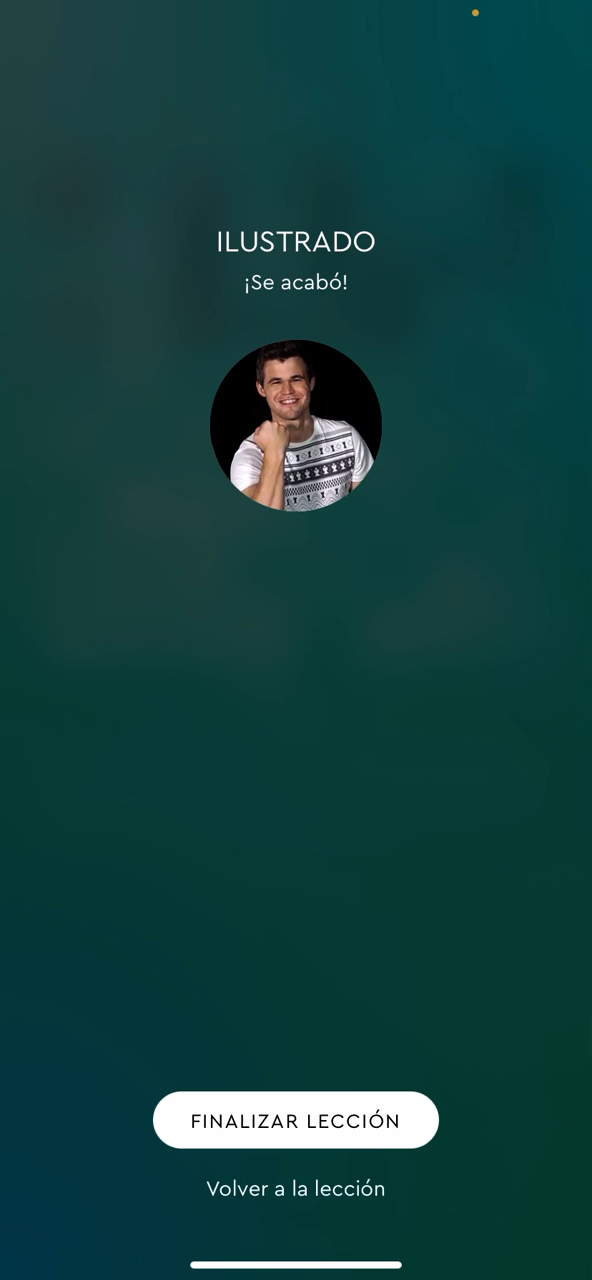 ILUSTRADO
¡Se acabó!
FINALIZAR LECCIÓN
Volver a la lección